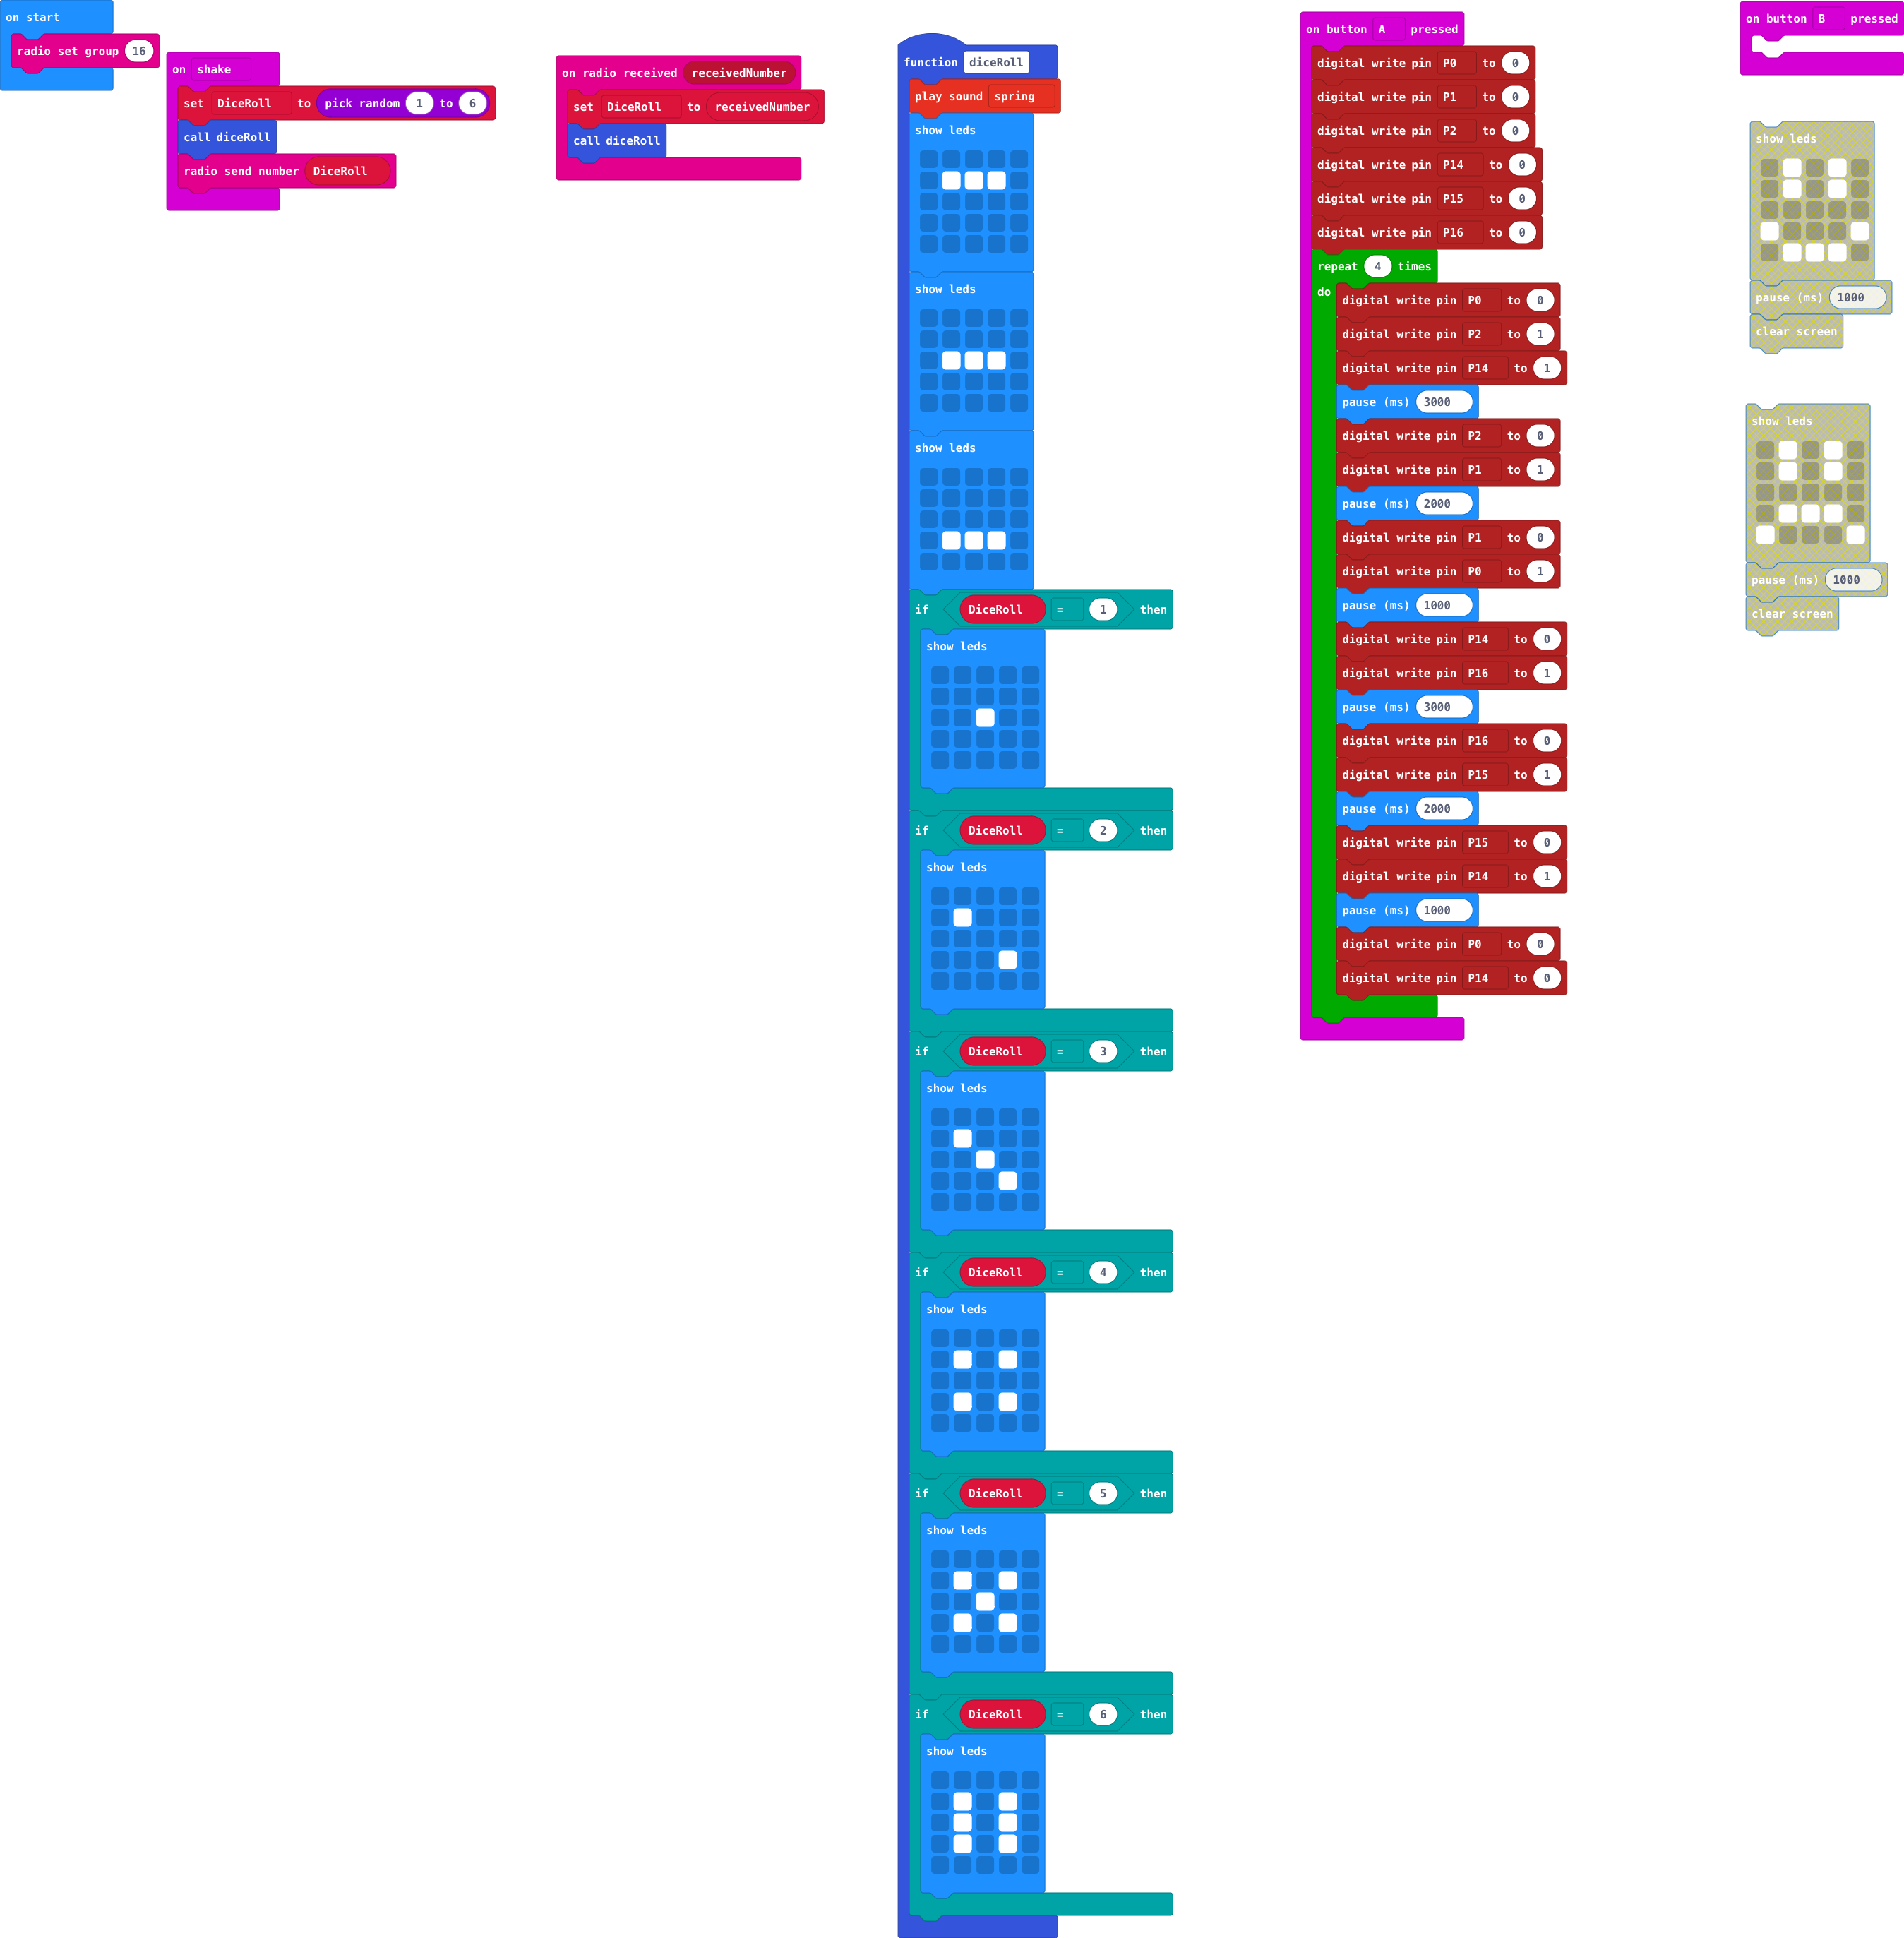 on start
radio set group 16
on shake
set DiceRoll to pick random 1 to 6
call diceRoll
radio send number DiceRoll
on radio received receivedNumber
set DiceRoll to receivedNumber
call diceRoll
function diceRoll
play sound spring
show leds
show leds
show leds
if DiceRoll = 1 then
show leds
if DiceRoll = 2 then
show leds
if DiceRoll = 3 then
show leds
if DiceRoll = 4 then
show leds
if DiceRoll = 5 then
show leds
if DiceRoll = 6 then
show leds
on button A pressed
digital write pin P0 to 0
digital write pin P1 to 0
digital write pin P2 to 0
digital write pin P14 to 0
digital write pin P15 to 0
digital write pin P16 to 0
repeat 4 times
do digital write pin P0 to 0
digital write pin P2 to 1
digital write pin P14 to 1
pause (ms) 3000
digital write pin P2 to 0
digital write pin P1 to 1
pause (ms) 2000
digital write pin P1 to 0
digital write pin P0 to 1
pause (ms) 1000
digital write pin P14 to 0
digital write pin P16 to 1
pause (ms) 3000
digital write pin P16 to 0
digital write pin P15 to 1
pause (ms) 2000
digital write pin P15 to 0
digital write pin P14 to 1
pause (ms) 1000
digital write pin P0 to 0
digital write pin P14 to 0
on button B pressed
show leds
pause (ms) 1000
clear screen
show leds
pause (ms) 1000
clear screen